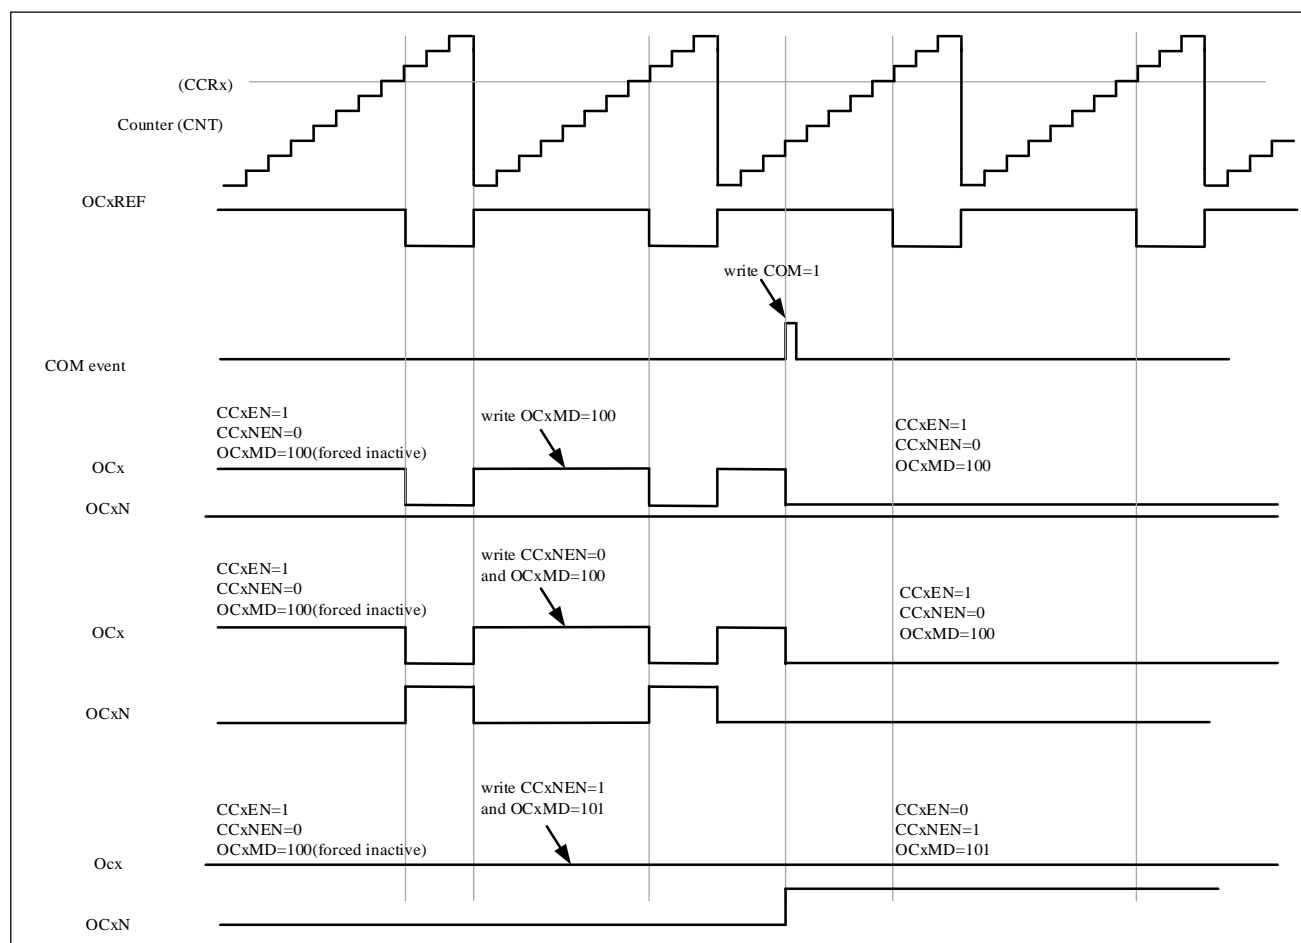 (CCRx)
Counter (CNT)
OCxREF
write COM=1
COM event
CCxEN=1
CCxNEN=0
OCxMD=100(forced inactive)
write OCxMD=100
CCxEN=1
CCxNEN=0
OCxMD=100
OCx
OCxN
CCxEN=1
CCxNEN=0
OCxMD=100(forced inactive)
write CCxNEN=0
and OCxMD=100
CCxEN=1
CCxNEN=0
OCxMD=100
OCx
OCxN
CCxEN=1
CCxNEN=0
OCxMD=100(forced inactive)
write CCxNEN=1
and OCxMD=101
CCxEN=0
CCxNEN=1
OCxMD=101
Ocx
OCxN